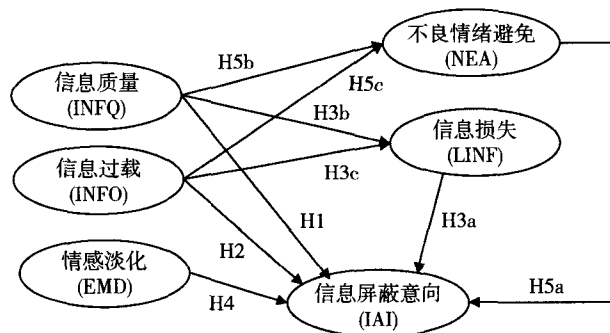 不良情绪避免
(NEA)
H5b
H5c
信息质量
(INFQ)
H3b
信息损失
(LINF)
信息过载
(INFO)
H3c
H1
H3a
H2
情感淡化
(EMD)
H4
信息屏蔽意向
(IAI)
H5a